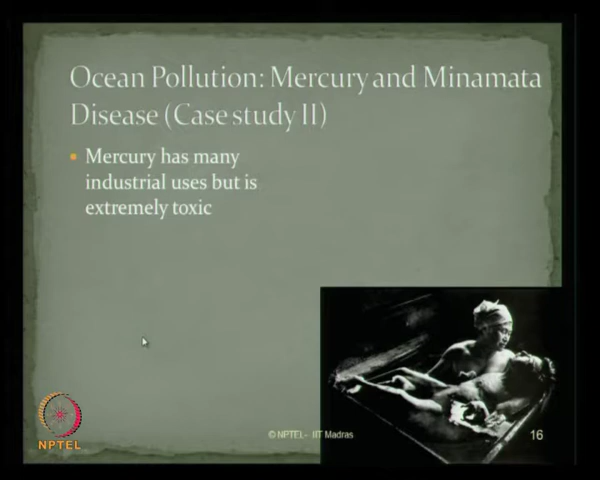 Ocean Pollution: Mercury and Minamata
Disease (Case study II)
Mercury has many
industrial uses but is
extremely toxic
NPTEL
© NPTEL- IIT Madras
16